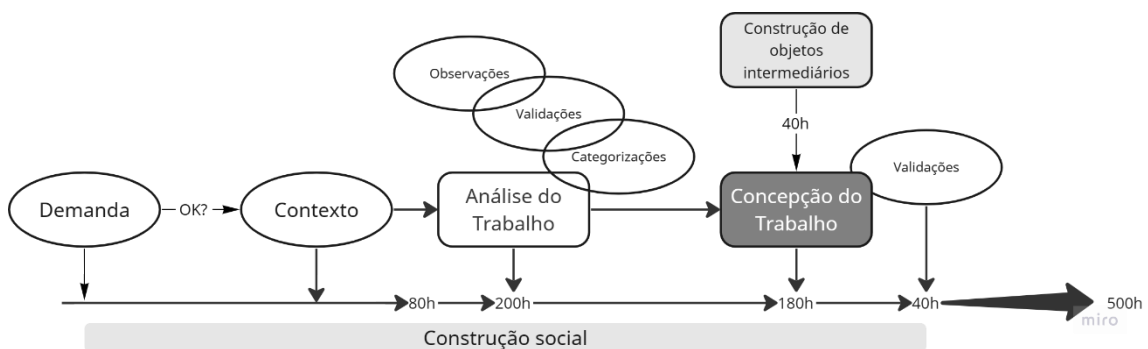 Construção de
objetos
intermediários
Observações
Validações
Categorizações
40h
Validações
Demanda
OK?
Contexto
Análise do
Trabalho
Concepção do
Trabalho
80h
200h
180h
40h
500h
miro
Construção social